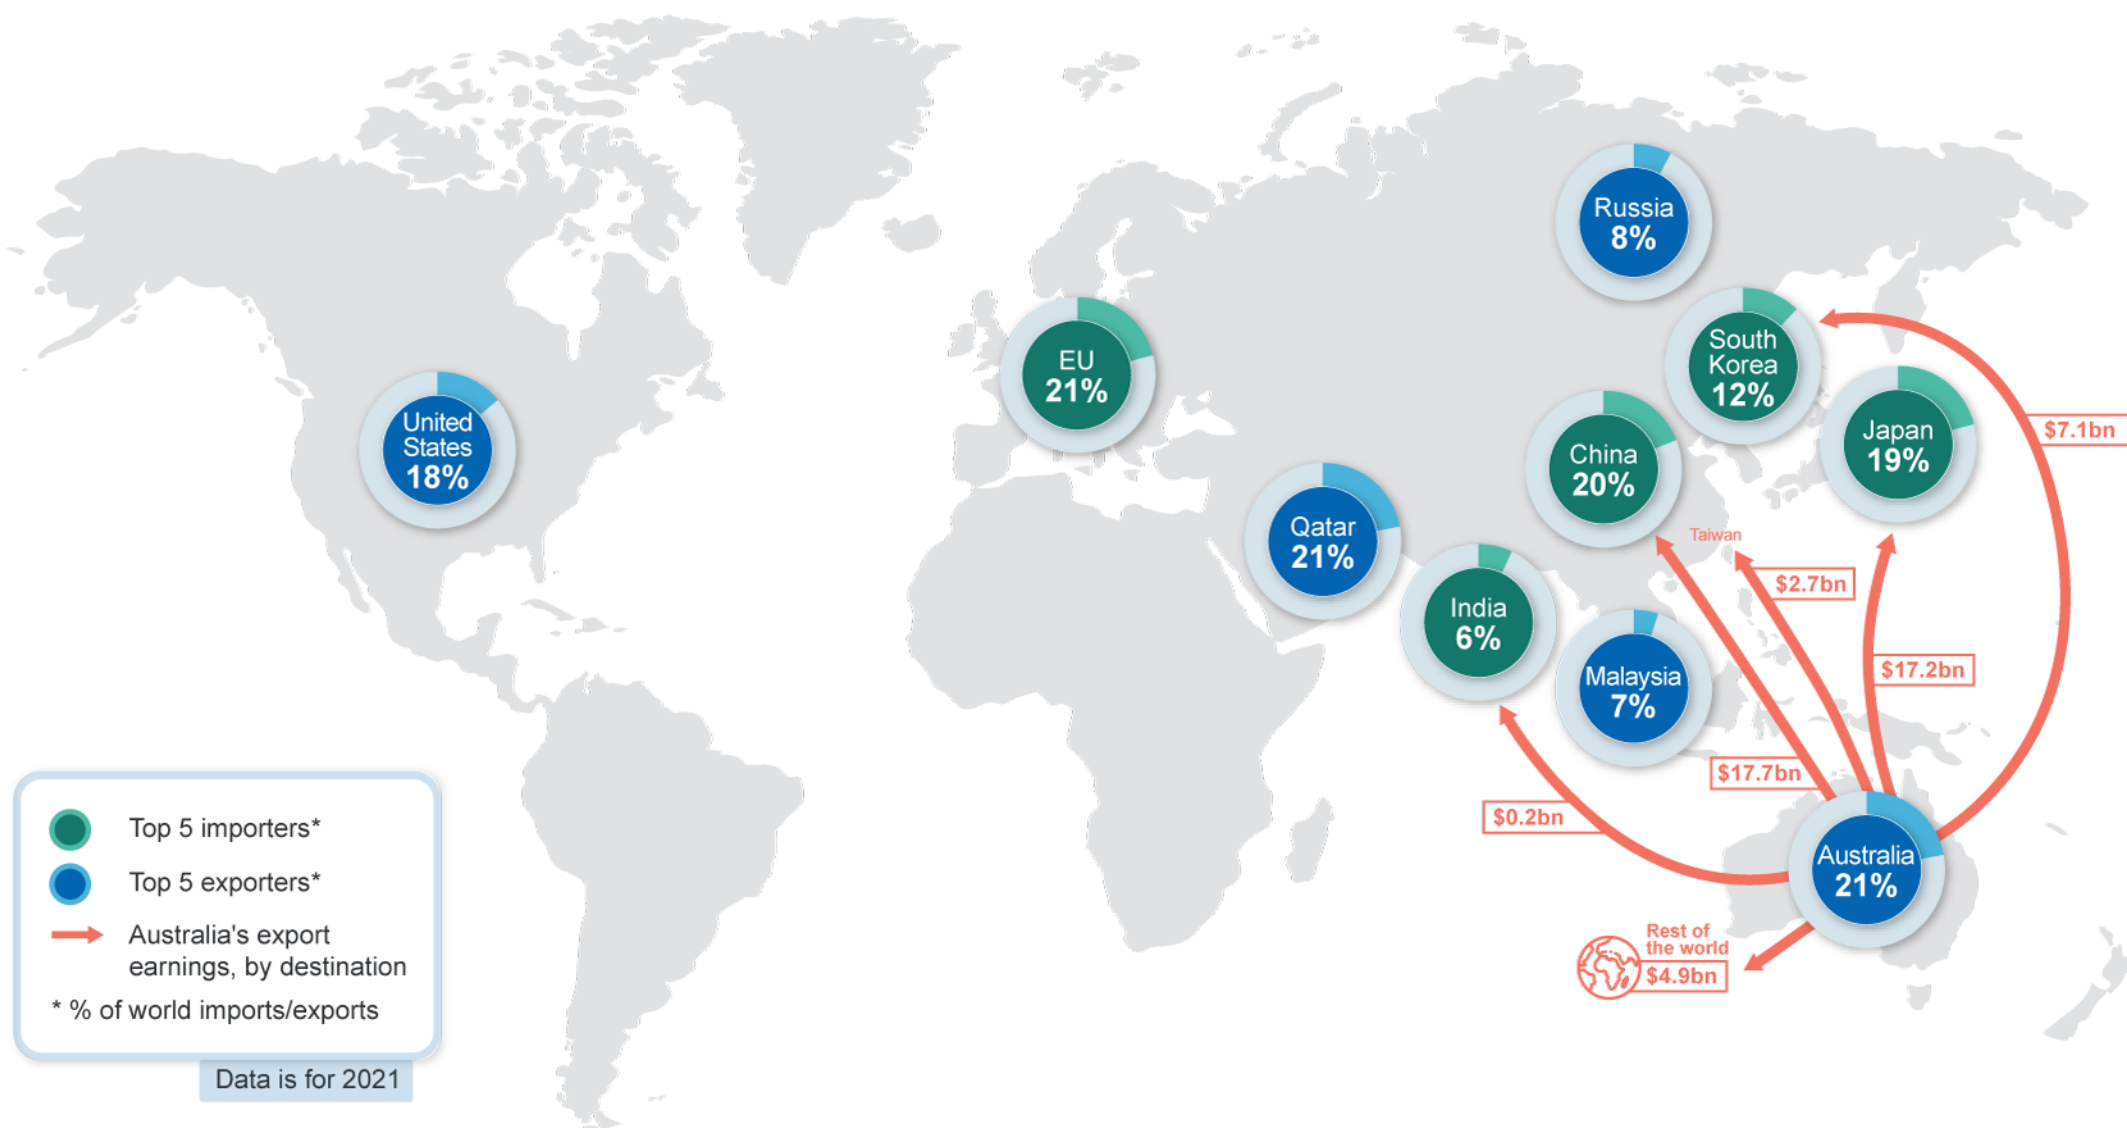 Russia
8%
South
Korea
12%
EU
21%
United
States
18%
Japan
19%
$7.1bn
China
20%
Qatar
21%
Taiwan
$2.7bn
India
6%
Malaysia
7%
$17.2bn
$17.7bn
$0.2bn
Australia
21%
Rest of
the world
$4.9bn
Top 5 importers*
Top 5 exporters*
Australia's export
earnings, by destination
* % of world imports/exports
Data is for 2021